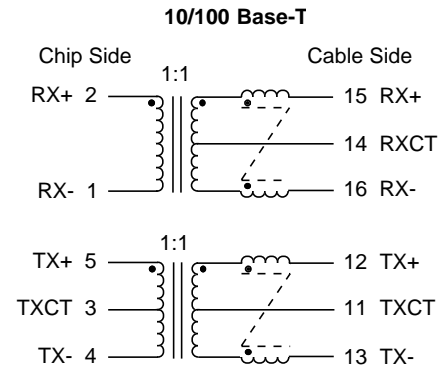 10/100 Base-T
Chip Side Cable Side
1:1
RX+ 2 15 RX+
14 RXCT
RX- 1 16 RX-
1:1
TX+ 5 12 TX+
TXCT 3 11 TXCT
TX- 4 13 TX-